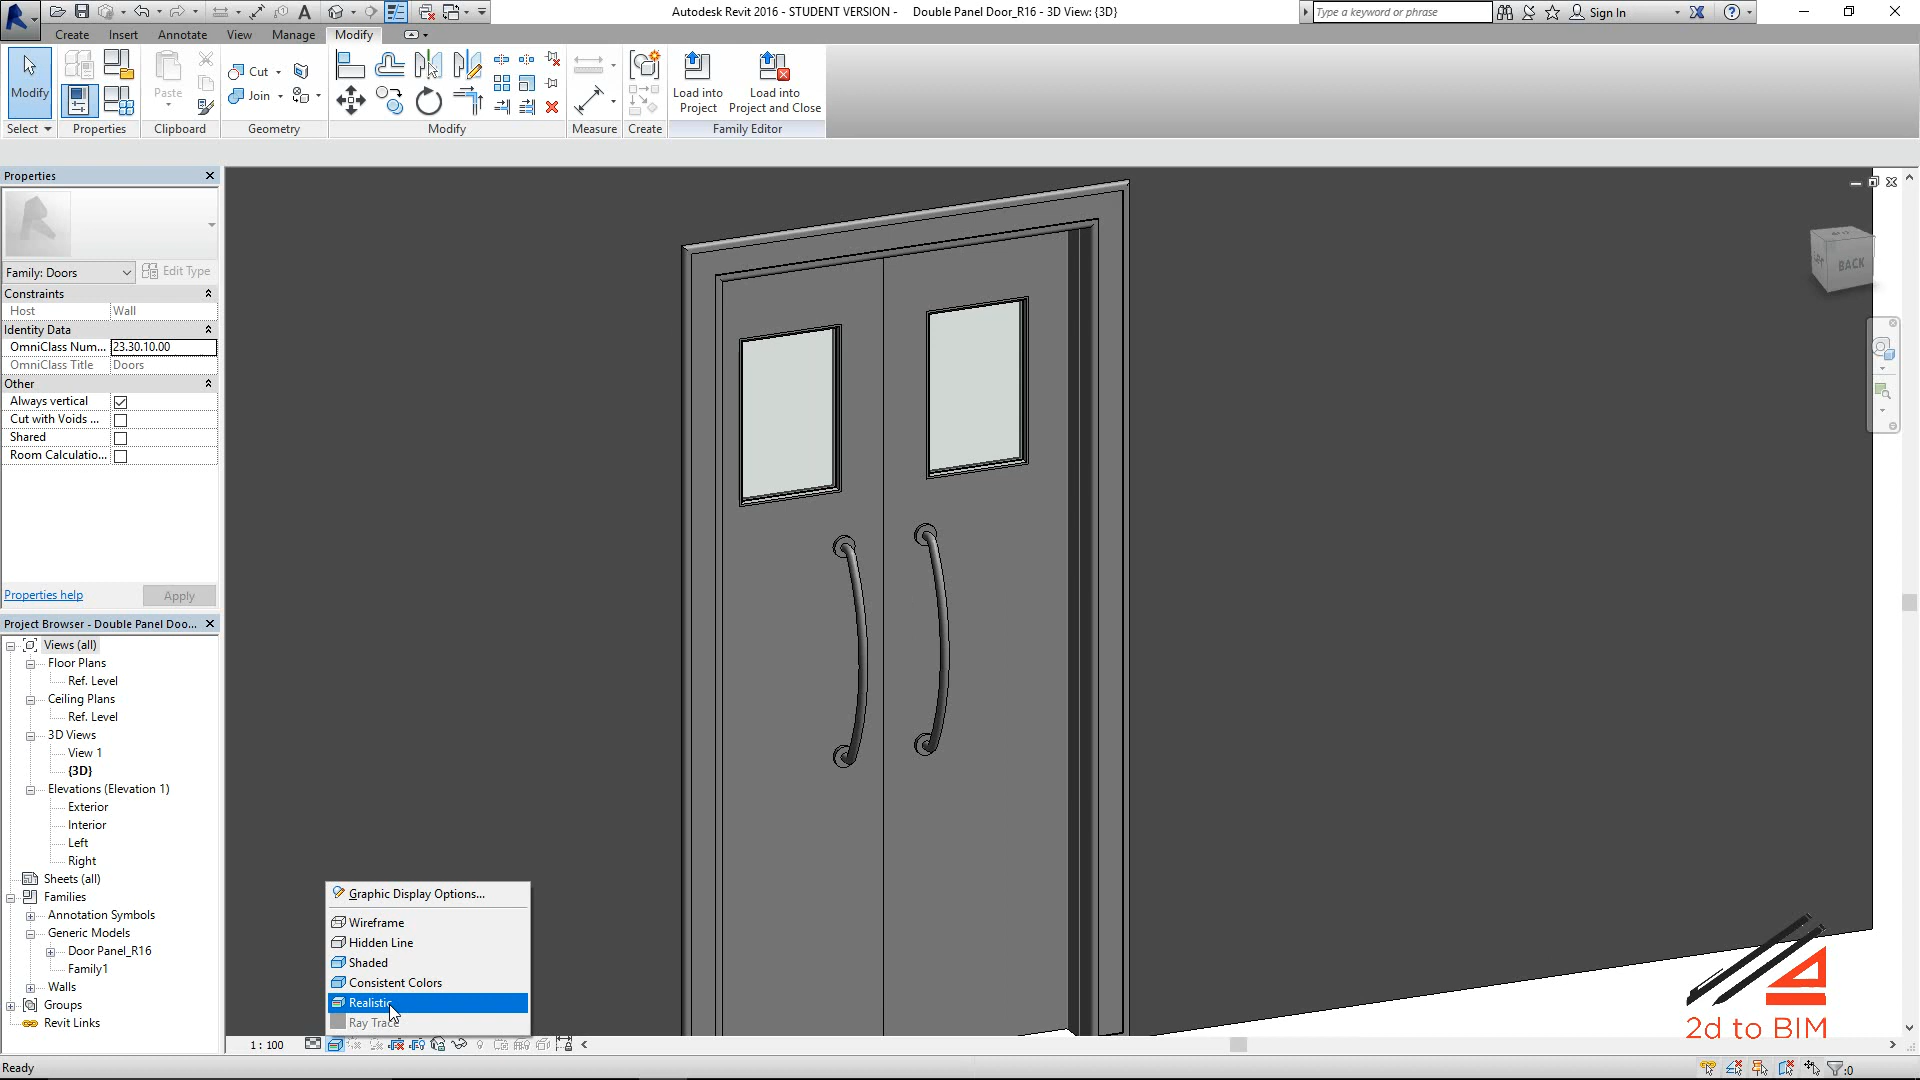 Autodesk Revit 2016 - STUDENT VERSION - Double Panel Door_R16 - 3D View: {3D}
Type a keyword or phrase
Sign In
Create Insert Annotate View Manage Modify
Modify
Paste
Cut
Join
Load into
Project
Load into
Project and Close
Select Properties Clipboard Geometry Modify Measure Create Family Editor
Properties
Family: Doors
Edit Type
Constraints
Host Wall
Identity Data
OmniClass Num... 23.30.10.00
OmniClass Title Doors
Other
Always vertical
Cut with Voids ...
Shared
Room Calculatio...
Properties help
Apply
Project Browser - Double Panel Doo...
Views (all)
Floor Plans
Ref. Level
Ceiling Plans
Ref. Level
3D Views
View 1
{3D}
Elevations (Elevation 1)
Exterior
Interior
Left
Right
Sheets (all)
Families
Annotation Symbols
Generic Models
Door Panel_R16
Family1
Walls
Groups
Revit Links
BACK
Graphic Display Options...
Wireframe
Hidden Line
Shaded
Consistent Colors
Realistic
Ray Trace
1 : 100
2d to BIM
Ready
:0